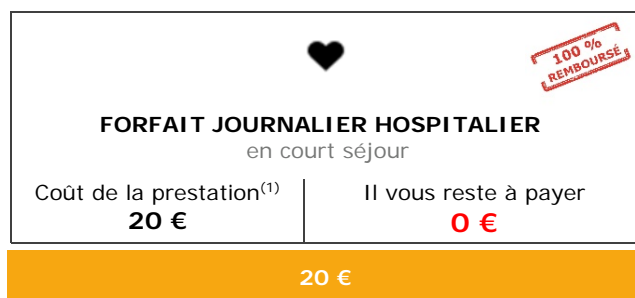 100 %
REMBOURSÉ
FORFAIT JOURNALIER HOSPITALIER
en court séjour
Coût de la prestation(1)
20 €
Il vous reste à payer
0 €
20 €